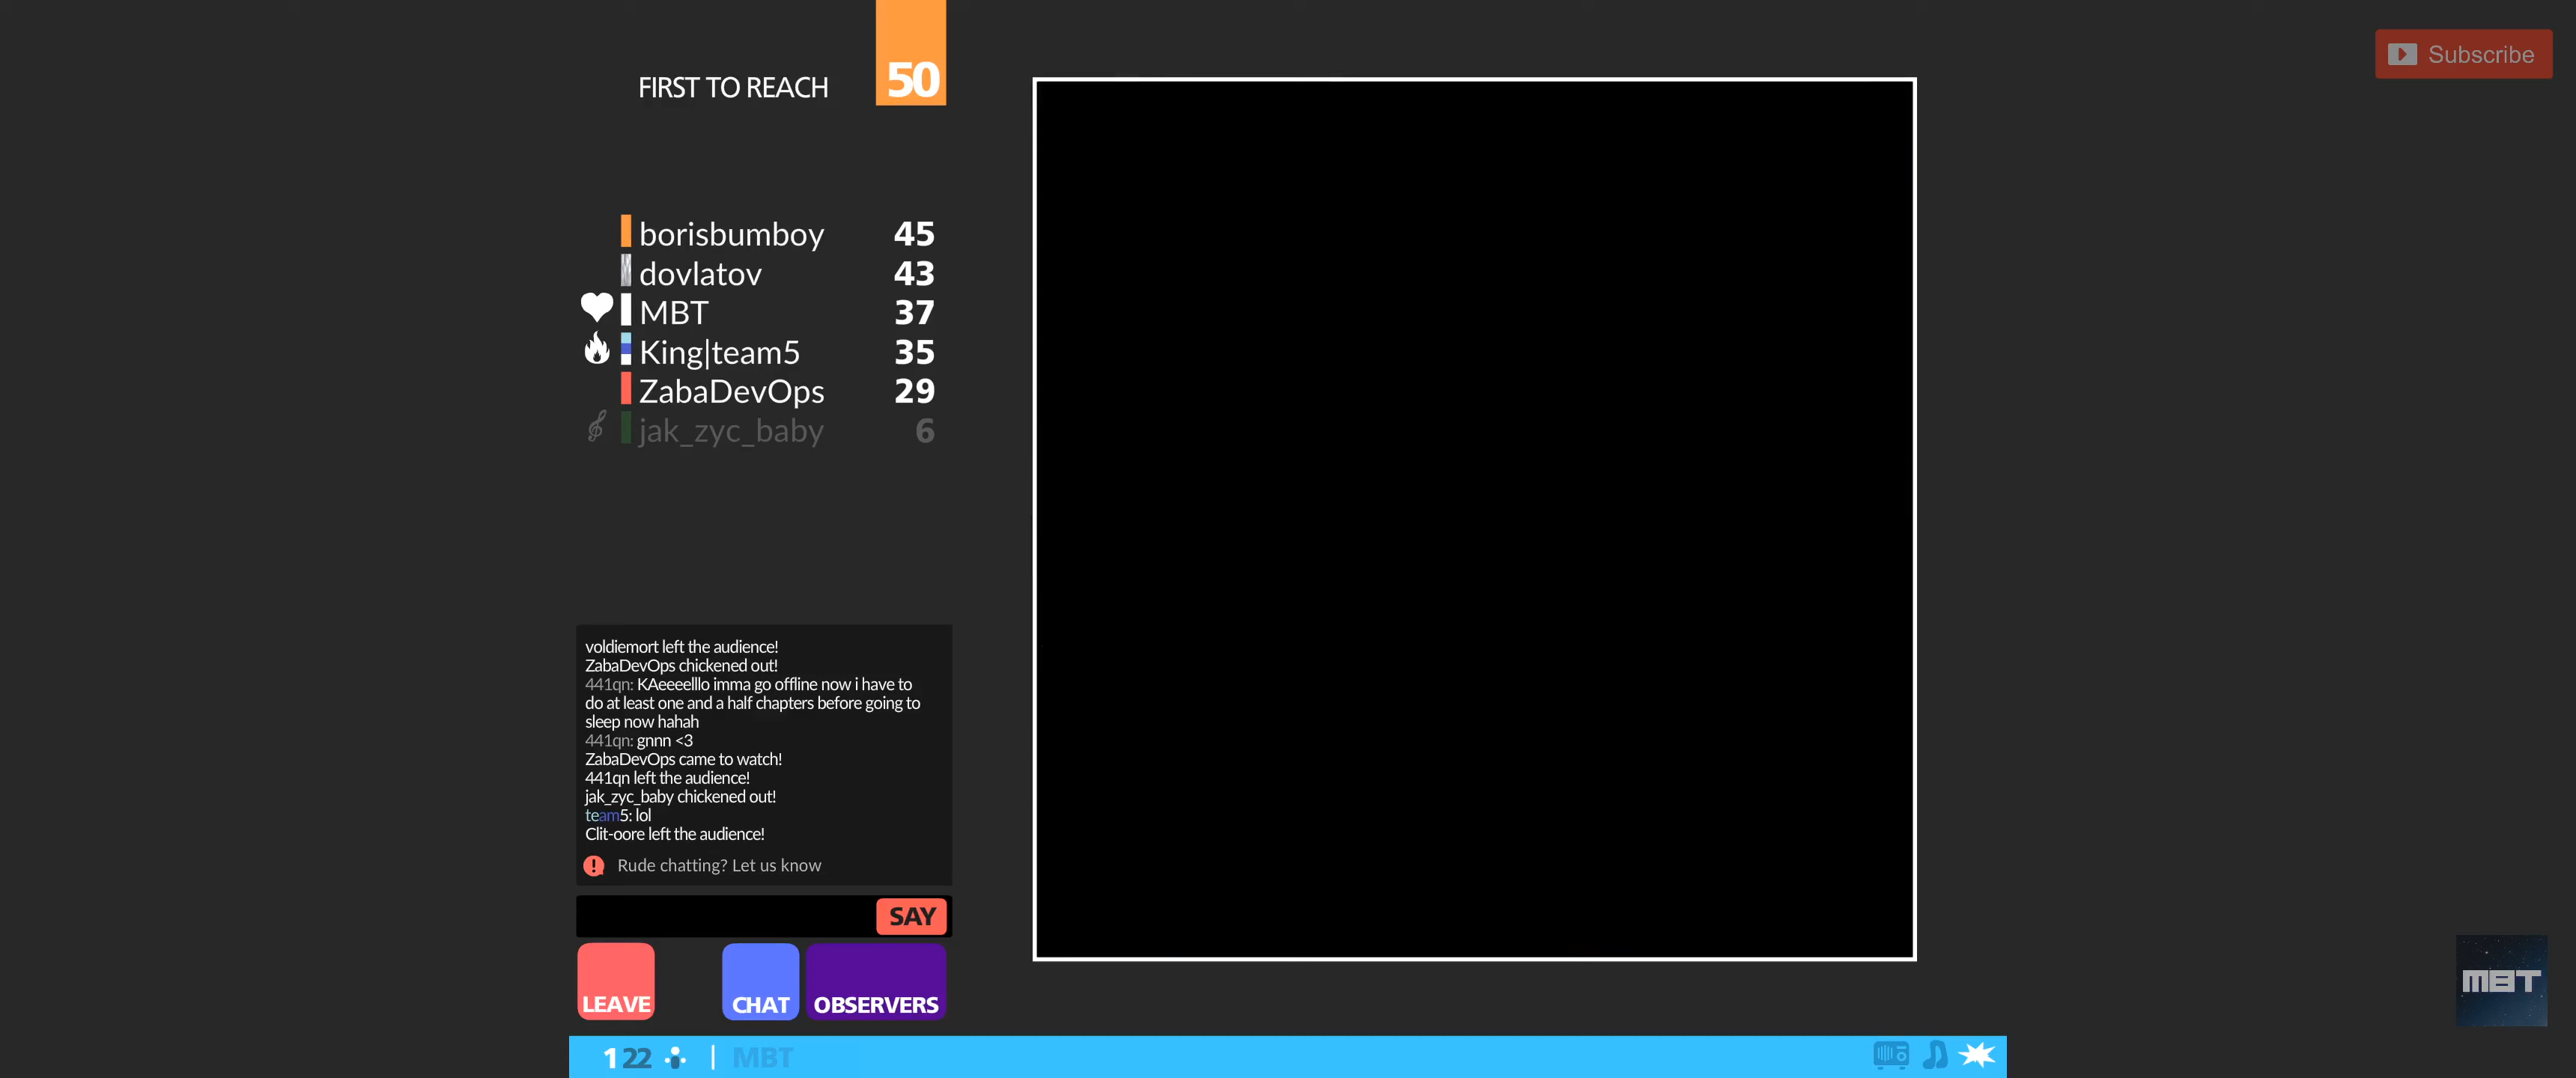 FIRST TO REACH 50
Subscribe
borisbumboy 45
dovlatov 43
MBT 37
King|team5 35
ZabaDevOps 29
jak_zyc_baby 6
voldiemort left the audience!
ZabaDevOps chickened out!
441qn: KAeeeelllo imma go offline now i have to
do at least one and a half chapters before going to
sleep now hahah
441qn: gnnn <3
ZabaDevOps came to watch!
441qn left the audience!
jak_zyc_baby chickened out!
team5: lol
Clit-oore left the audience!
Rude chatting? Let us know
SAY
LEAVE CHAT OBSERVERS
MBT
1 22 | MBT